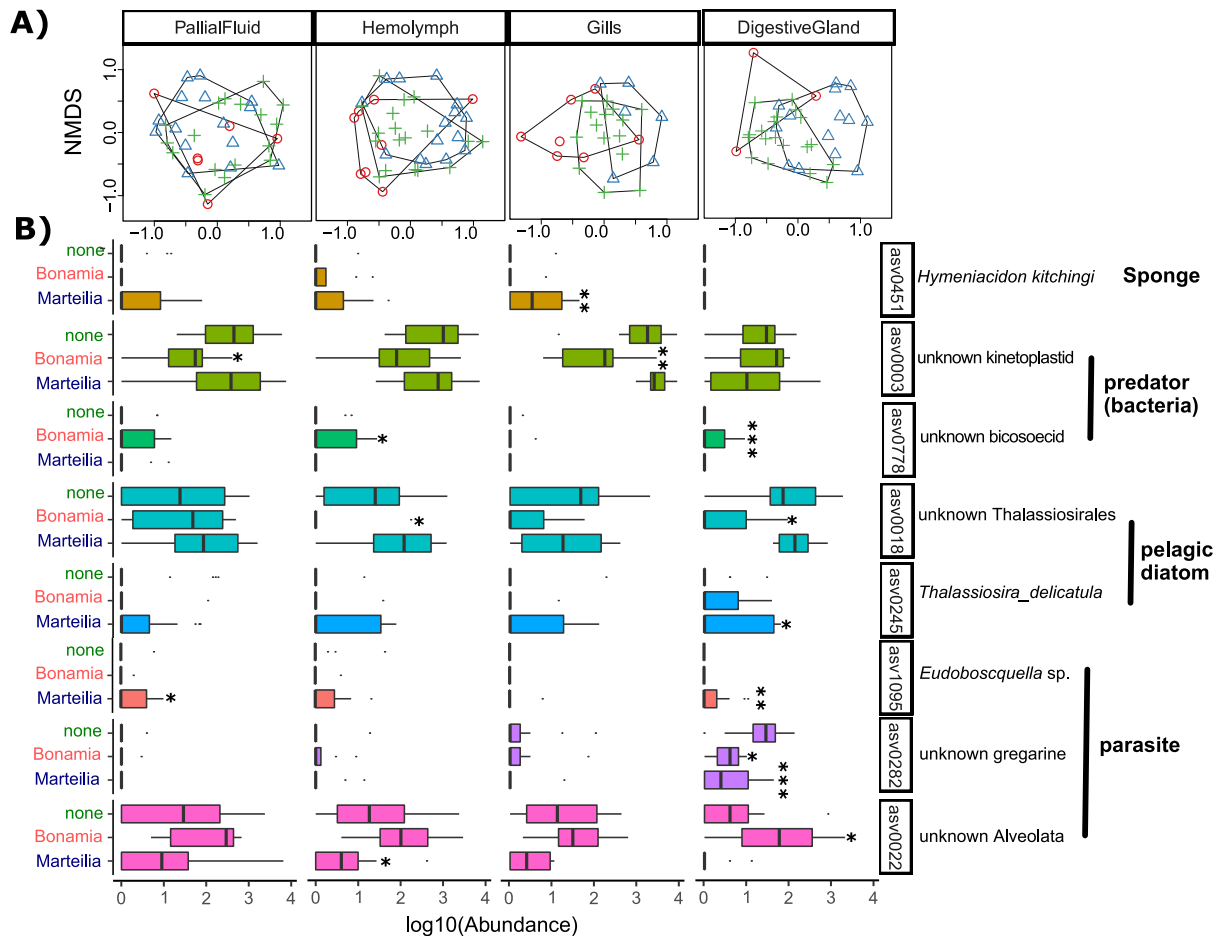 A)
PallialFluid Hemolymph Gills DigestiveGland
NMDS
1.0
0.0
-1.0
-1.0 0.0 1.0 -1.0 0.0 1.0 -1.0 0.0 1.0 -1.0 0.0 1.0
B)
none
Bonamia
Marteilia
**
asv0451
Hymeniacidon kitchingi
Sponge
none
Bonamia
Marteilia
*
**
asv0003
unknown kinetoplastid
predator
(bacteria)
none
Bonamia
Marteilia
*
***
asv0778
unknown bicosoecid
none
Bonamia
Marteilia
*
*
asv0018
unknown Thalassiosirales
pelagic
diatom
none
Bonamia
Marteilia
*
asv0245
Thalassiosira_delicatula
none
Bonamia
Marteilia
*
**
asv1095
Eudoboscquella sp.
none
Bonamia
Marteilia
*
***
asv0282
unknown gregarine
parasite
none
Bonamia
Marteilia
*
*
asv0022
unknown Alveolata
0 1 2 3 4 0 1 2 3 4 0 1 2 3 4 0 1 2 3 4
log10(Abundance)